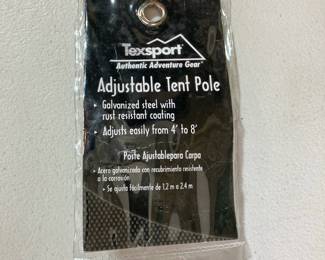 Texsport
Authentic Adventure Gear
Adjustable Tent Pole
• Galvanized steel with
rust resistant coating
• Adjusts easily from 4' to 8'
Poste Ajustablepara Carpa
• Acero galvanizado con recubrimiento resistente
a la corrosión
• Se ajusta fácilmente de 1,2 m a 2,4 m